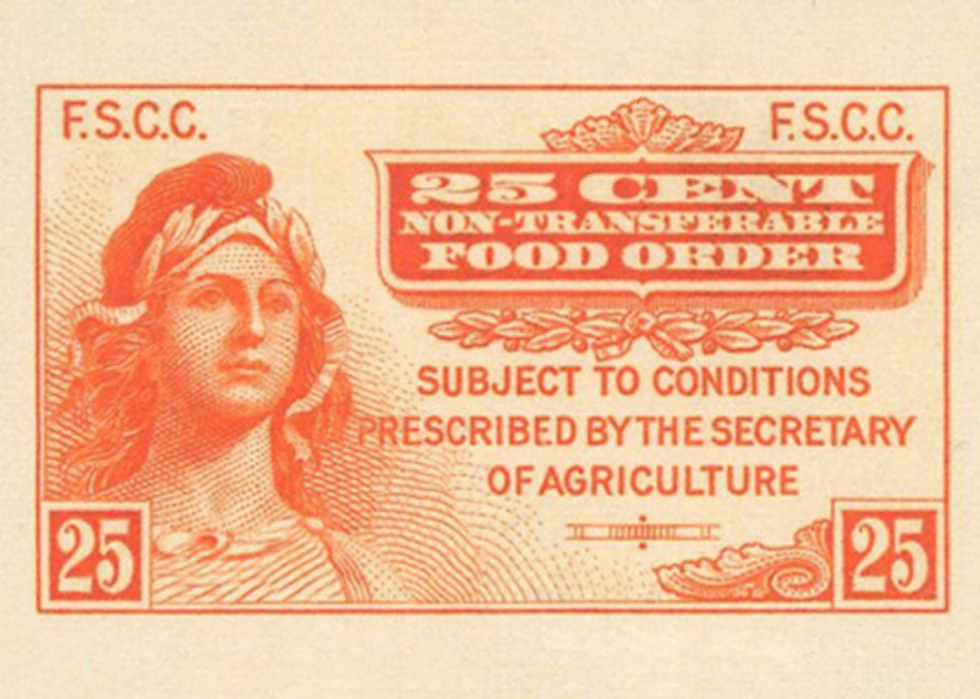 F.S.C.C. F.S.C.C.
25 CENT
NON-TRANSFERABLE
FOOD ORDER
SUBJECT TO CONDITIONS
PRESCRIBED BY THE SECRETARY
OF AGRICULTURE
25 25